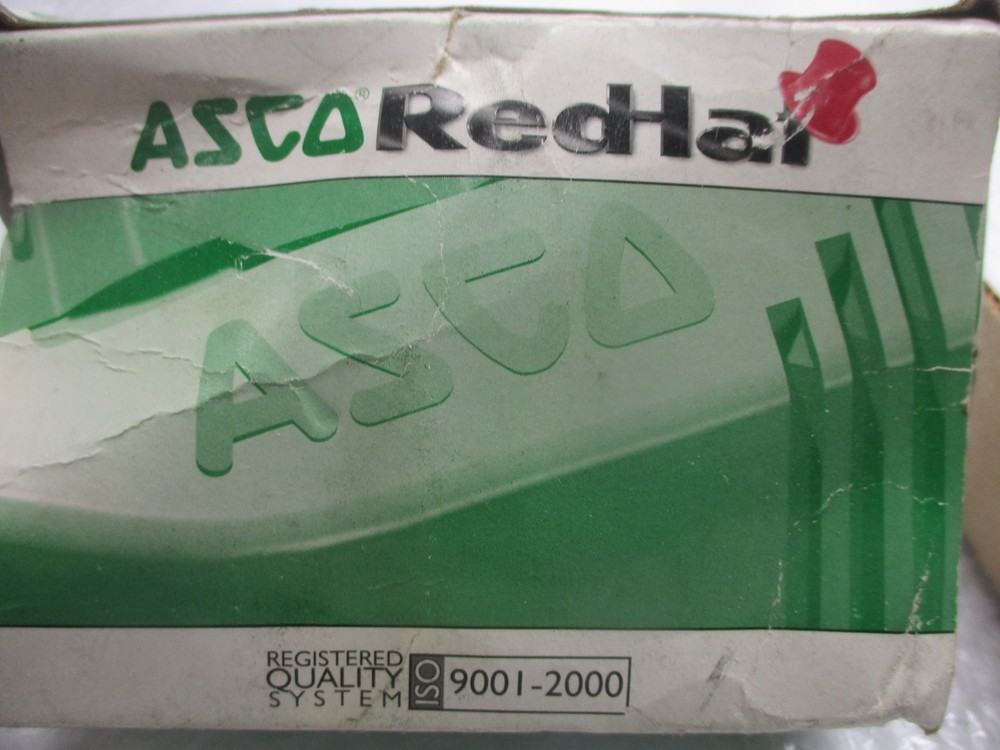 ASCO® RedHat
ASCO
REGISTERED
QUALITY
SYSTEM
ISO 9001-2000